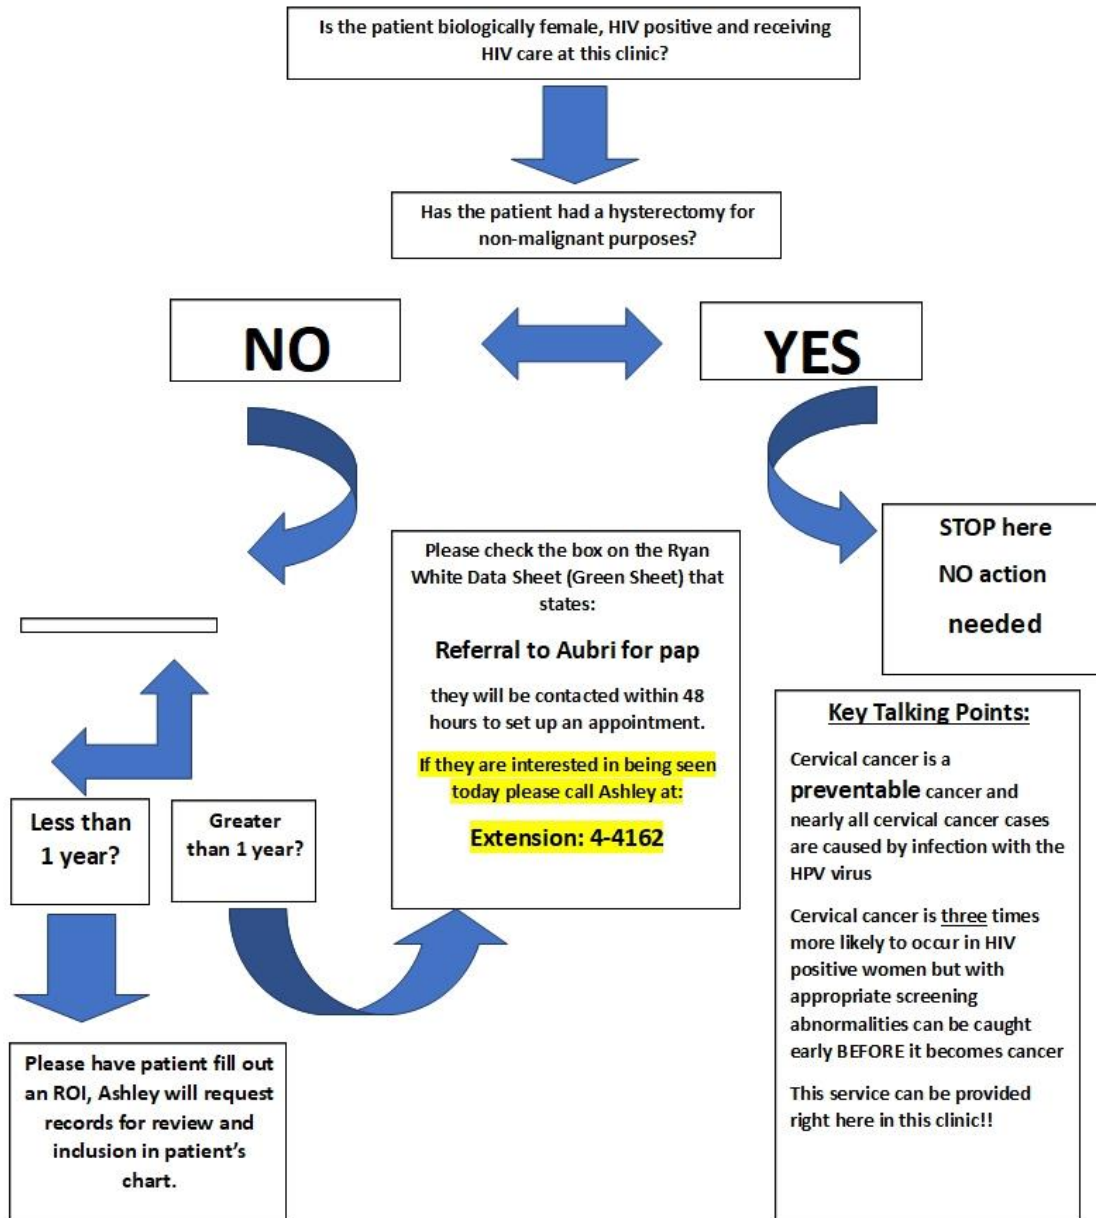 Is the patient biologically female, HIV positive and receiving
HIV care at this clinic?
Has the patient had a hysterectomy for
non-malignant purposes?
NO
YES
STOP here
NO action
needed
Please check the box on the Ryan
White Data Sheet (Green Sheet) that
states:
Referral to Aubri for pap
they will be contacted within 48
hours to set up an appointment.
If they are interested in being seen
today please call Ashley at:
Extension: 4-4162
Less than
1 year?
Greater
than 1 year?
Please have patient fill out
an ROI, Ashley will request
records for review and
inclusion in patient's
chart.
Key Talking Points:
Cervical cancer is a
preventable cancer and
nearly all cervical cancer cases
are caused by infection with the
HPV virus
Cervical cancer is three times
more likely to occur in HIV
positive women but with
appropriate screening
abnormalities can be caught
early BEFORE it becomes cancer
This service can be provided
right here in this clinic!!